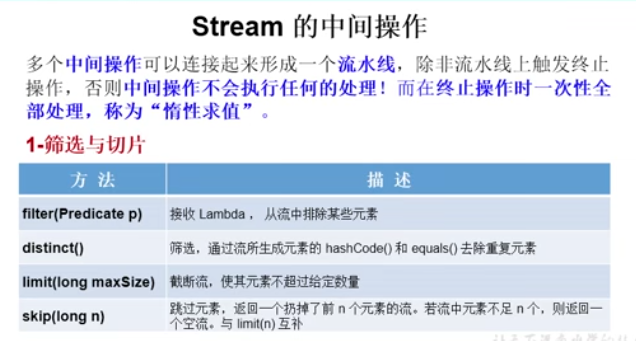 Stream 的中间操作
多个中间操作可以连接起来形成一个流水线，除非流水线上触发终止
操作，否则中间操作不会执行任何的处理！而在终止操作时一次性全
部处理，称为“惰性求值”。
1-筛选与切片
方 法 描 述
filter(Predicate p) 接收 Lambda ， 从流中排除某些元素
distinct() 筛选，通过流所生成元素的 hashCode() 和 equals() 去除重复元素
limit(long maxSize) 截断流，使其元素不超过给定数量
skip(long n) 跳过元素，返回一个扔掉了前 n 个元素的流。若流中元素不足 n 个，则返回一
个空流。与 limit(n) 互补